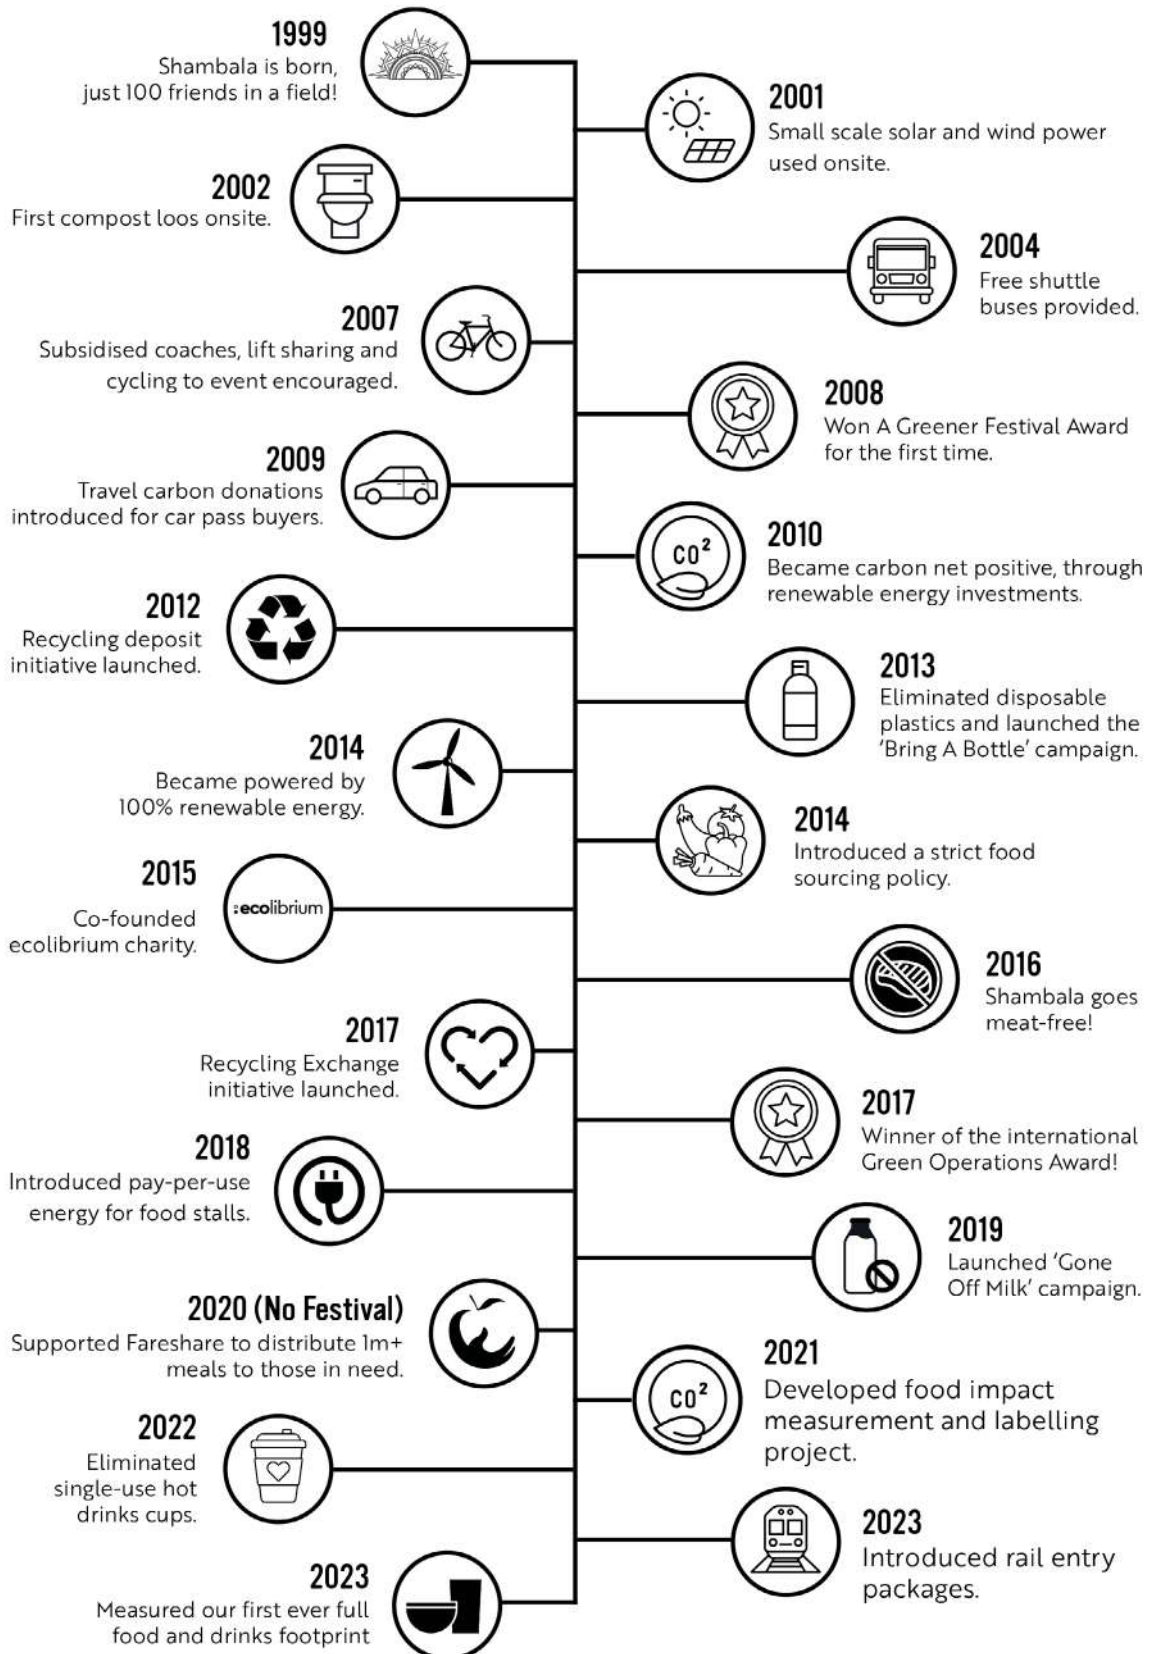 1999
Shambala is born,
just 100 friends in a field!
2001
Small scale solar and wind power
used onsite.
2002
First compost loos onsite.
2004
Free shuttle
buses provided.
2007
Subsidised coaches, lift sharing and
cycling to event encouraged.
2008
Won A Greener Festival Award
for the first time.
2009
Travel carbon donations
introduced for car pass buyers.
CO²
2010
Became carbon net positive, through
renewable energy investments.
2012
Recycling deposit
initiative launched.
2013
Eliminated disposable
plastics and launched the
‘Bring A Bottle’ campaign.
2014
Became powered by
100% renewable energy.
2014
Introduced a strict food
sourcing policy.
2015
Co-founded
ecolibrium charity.
:ecolibrium
2016
Shambala goes
meat-free!
2017
Recycling Exchange
initiative launched.
2017
Winner of the international
Green Operations Award!
2018
Introduced pay-per-use
energy for food stalls.
2019
Launched ‘Gone
Off Milk’ campaign.
2020 (No Festival)
Supported Fareshare to distribute 1m+
meals to those in need.
CO²
2021
Developed food impact
measurement and labelling
project.
2022
Eliminated
single-use hot
drinks cups.
2023
Introduced rail entry
packages.
2023
Measured our first ever full
food and drinks footprint